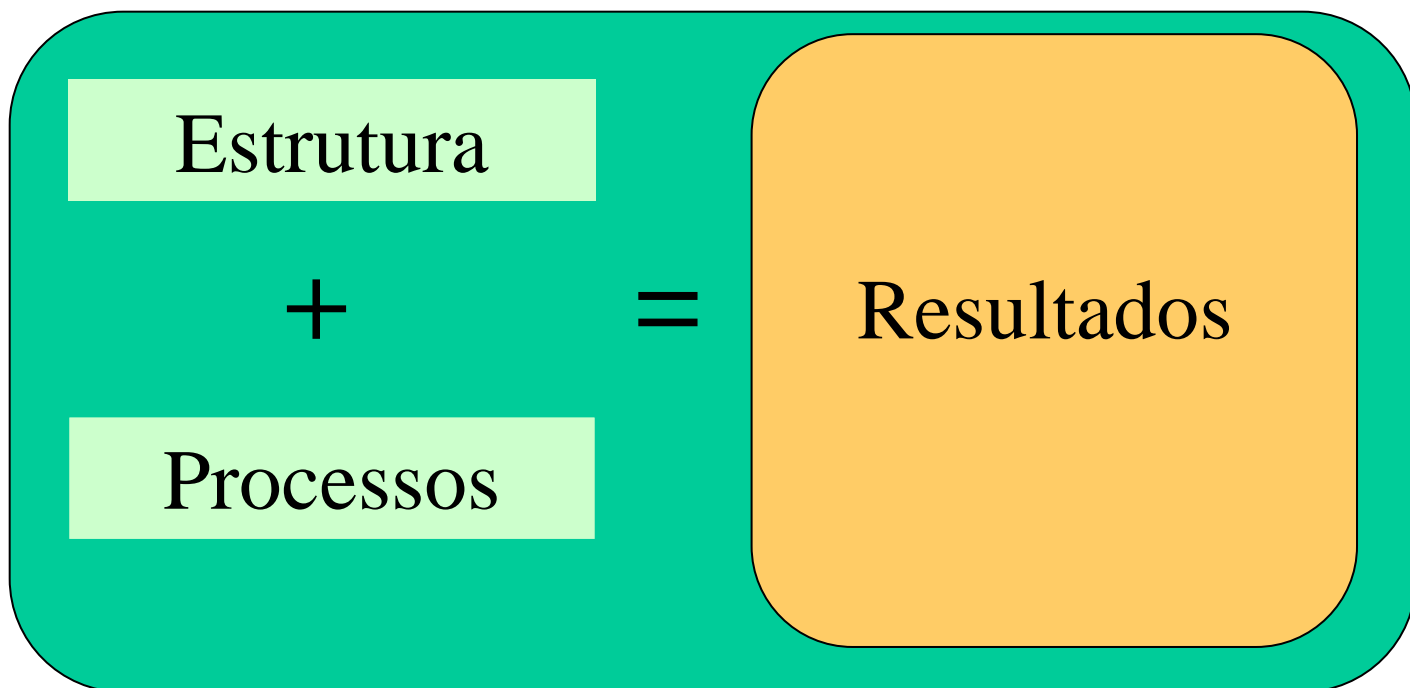 Estrutura
+
=
Resultados
Processos